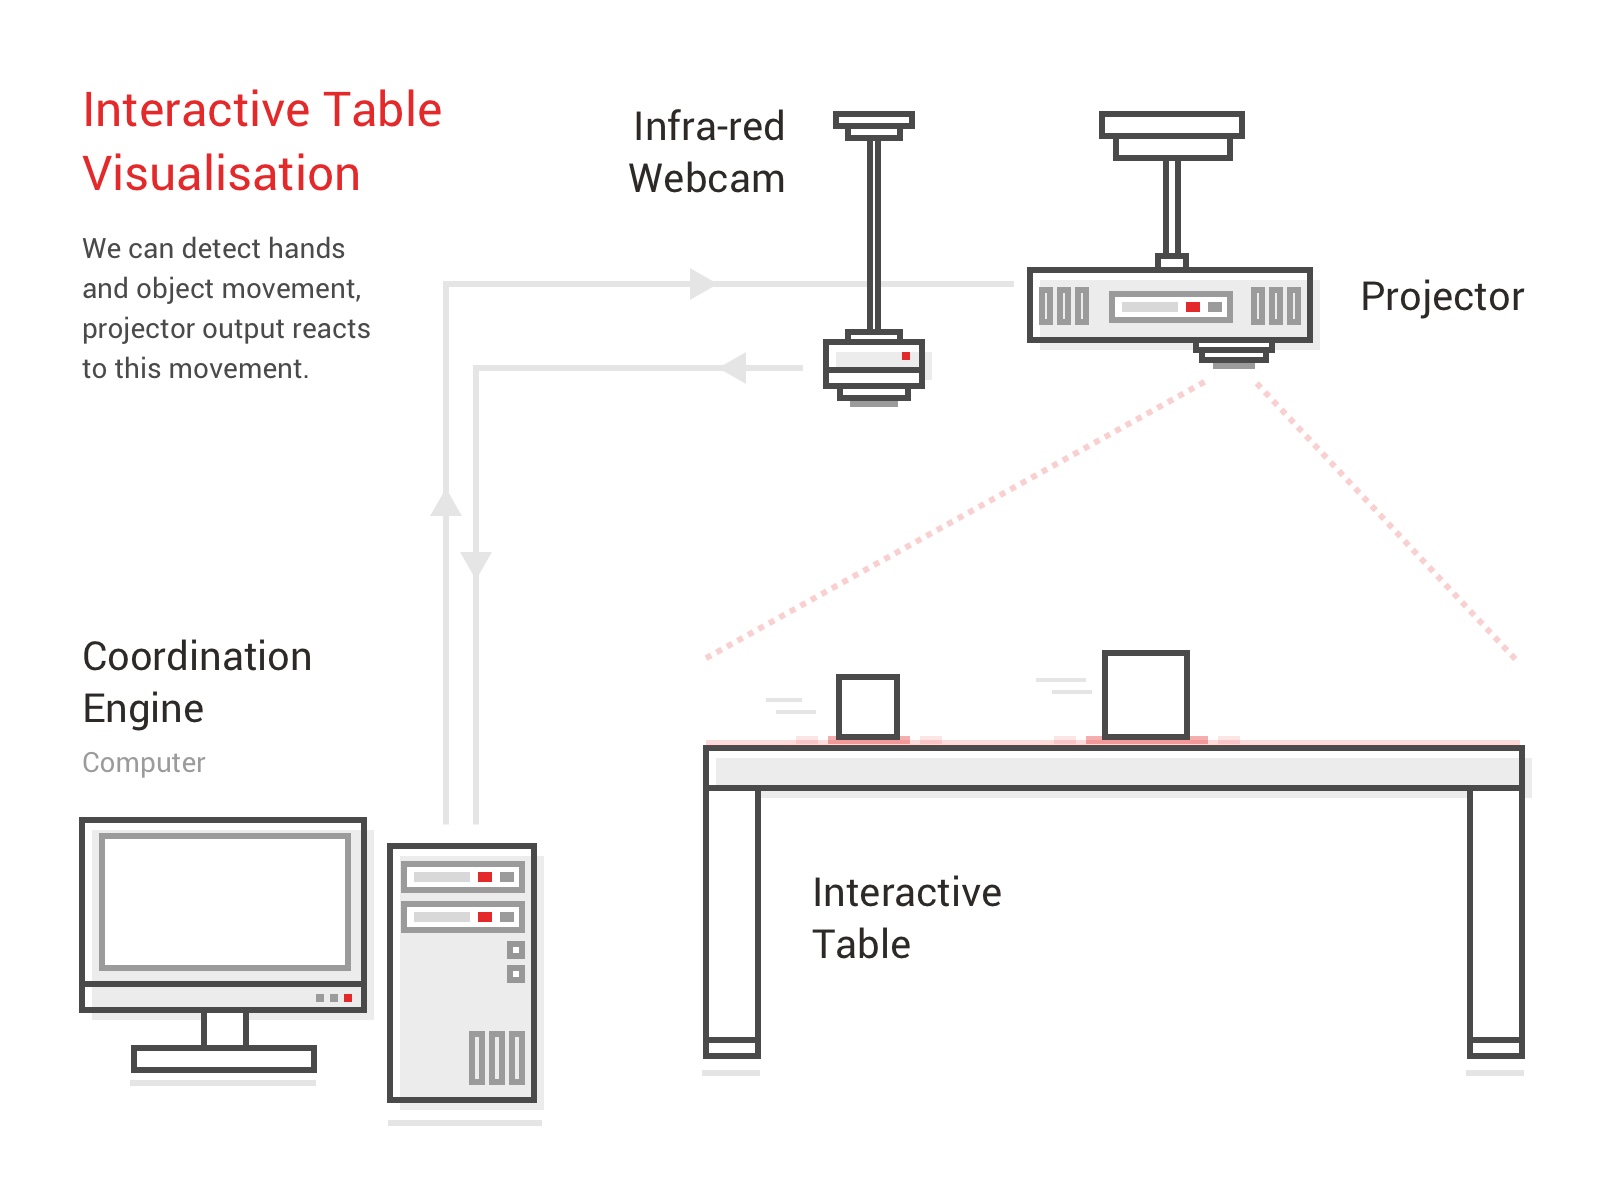 Interactive Table
Visualisation
We can detect hands
and object movement,
projector output reacts
to this movement.
Infra-red
Webcam
Projector
Coordination
Engine
Computer
Interactive
Table